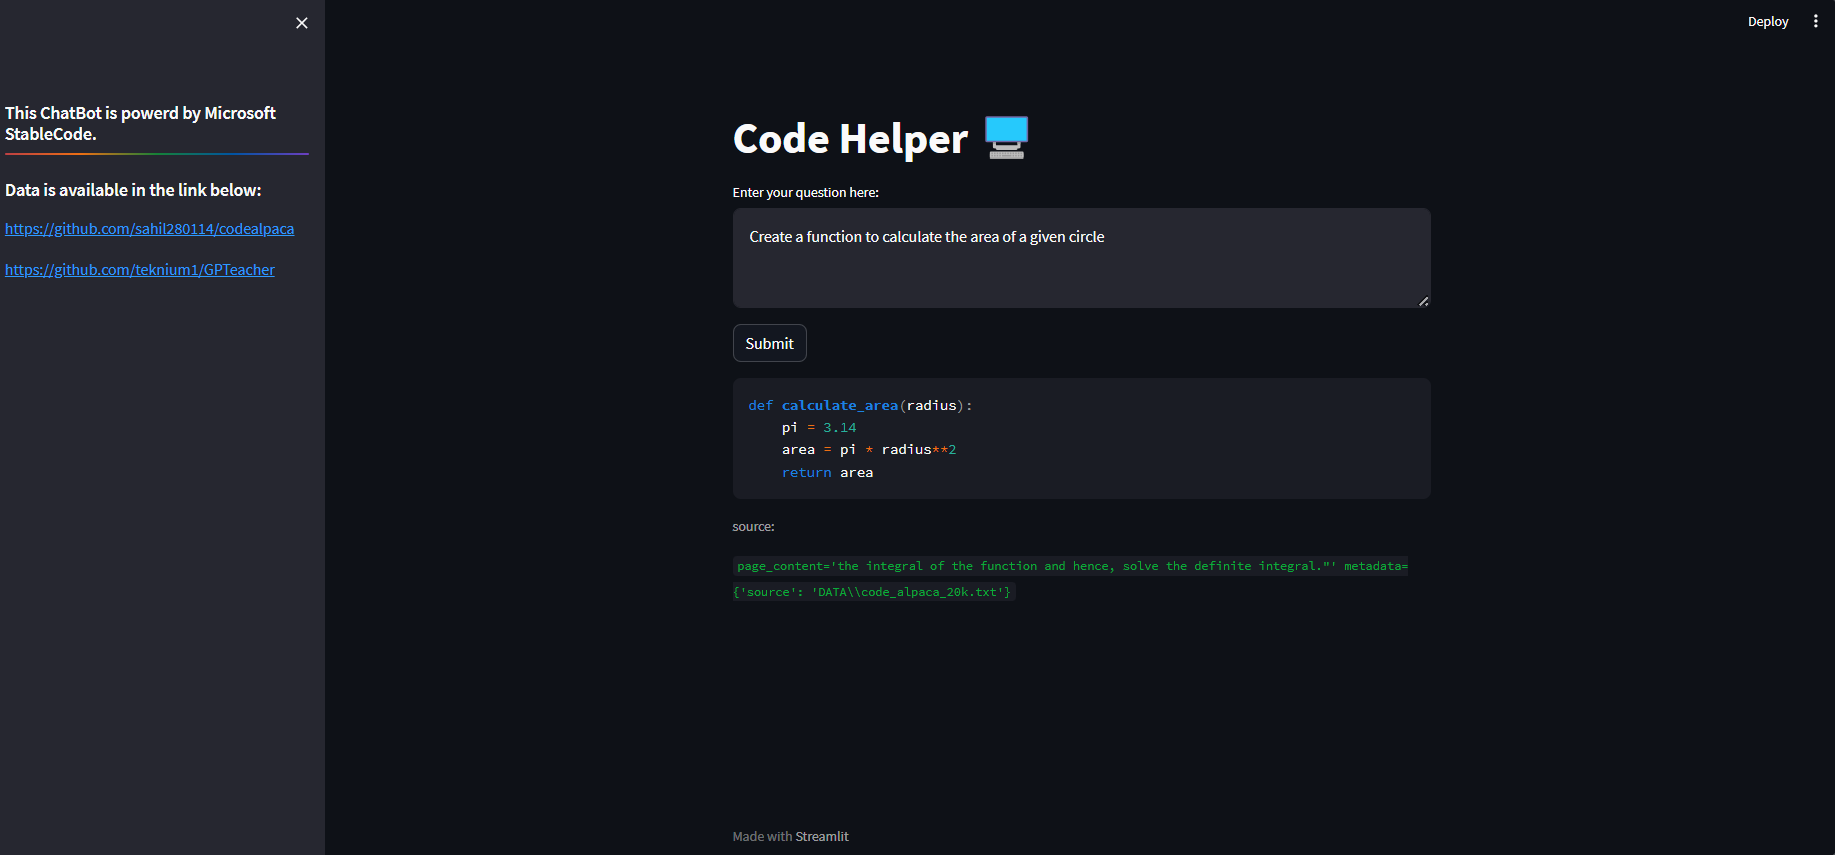 Deploy
This ChatBot is powerd by Microsoft
StableCode.
Data is available in the link below:
https://github.com/sahil280114/codealpaca
https://github.com/teknium1/GPTeacher
Code Helper
Enter your question here:
Create a function to calculate the area of a given circle
Submit
def calculate_area(radius):
    pi = 3.14
    area = pi * radius**2
    return area
source:
page_content='the integral of the function and hence, solve the definite integral."' metadata=
{'source': 'DATA\\code_alpaca_20k.txt'}
Made with Streamlit